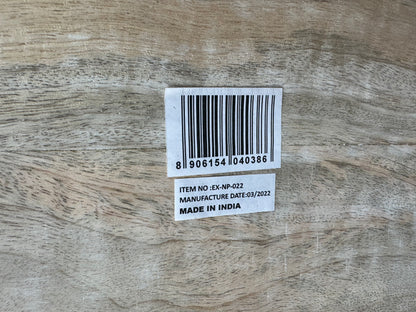 8 906154 040386
ITEM NO :EX-NP-022
MANUFACTURE DATE:03/2022
MADE IN INDIA